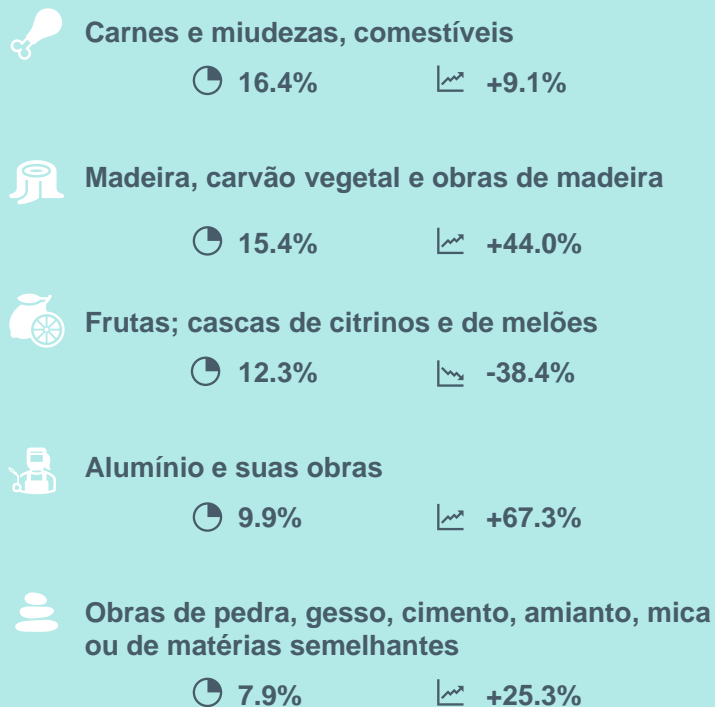 Carnes e miudezas, comestíveis
16.4% +9.1%
Madeira, carvão vegetal e obras de madeira
15.4% +44.0%
Frutas; cascas de citrinos e de melões
12.3% -38.4%
Alumínio e suas obras
9.9% +67.3%
Obras de pedra, gesso, cimento, amianto, mica
ou de matérias semelhantes
7.9% +25.3%